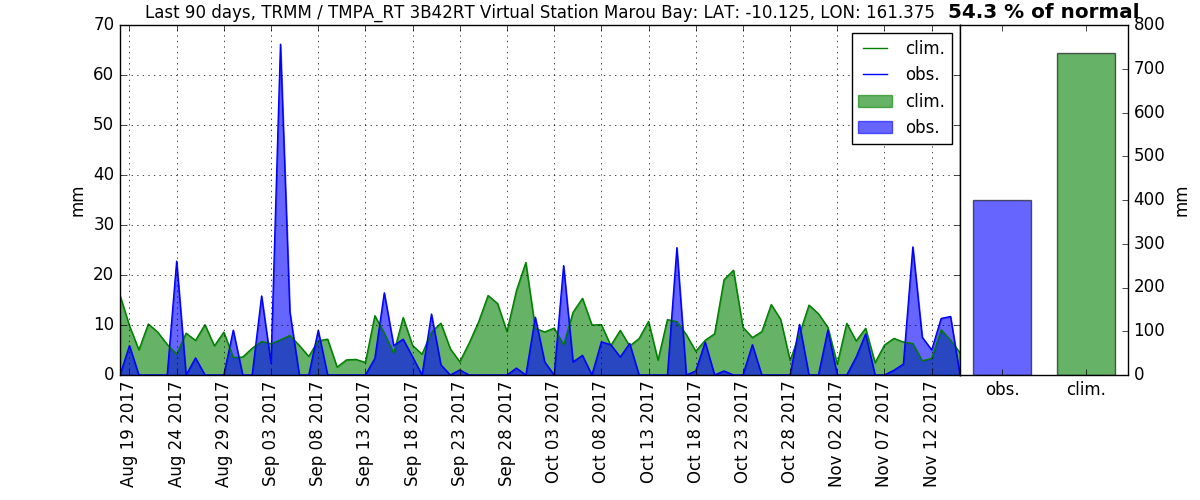 Last 90 days, TRMM / TMPA_RT 3B42RT Virtual Station Marou Bay: LAT: -10.125, LON: 161.375
54.3 % of normal
70
60
50
40
30
20
10
0
mm
clim.
obs.
clim.
obs.
Aug 19 2017
Aug 24 2017
Aug 29 2017
Sep 03 2017
Sep 08 2017
Sep 13 2017
Sep 18 2017
Sep 23 2017
Sep 28 2017
Oct 03 2017
Oct 08 2017
Oct 13 2017
Oct 18 2017
Oct 23 2017
Oct 28 2017
Nov 02 2017
Nov 07 2017
Nov 12 2017
obs.
clim.
800
700
600
500
400
300
200
100
0
mm